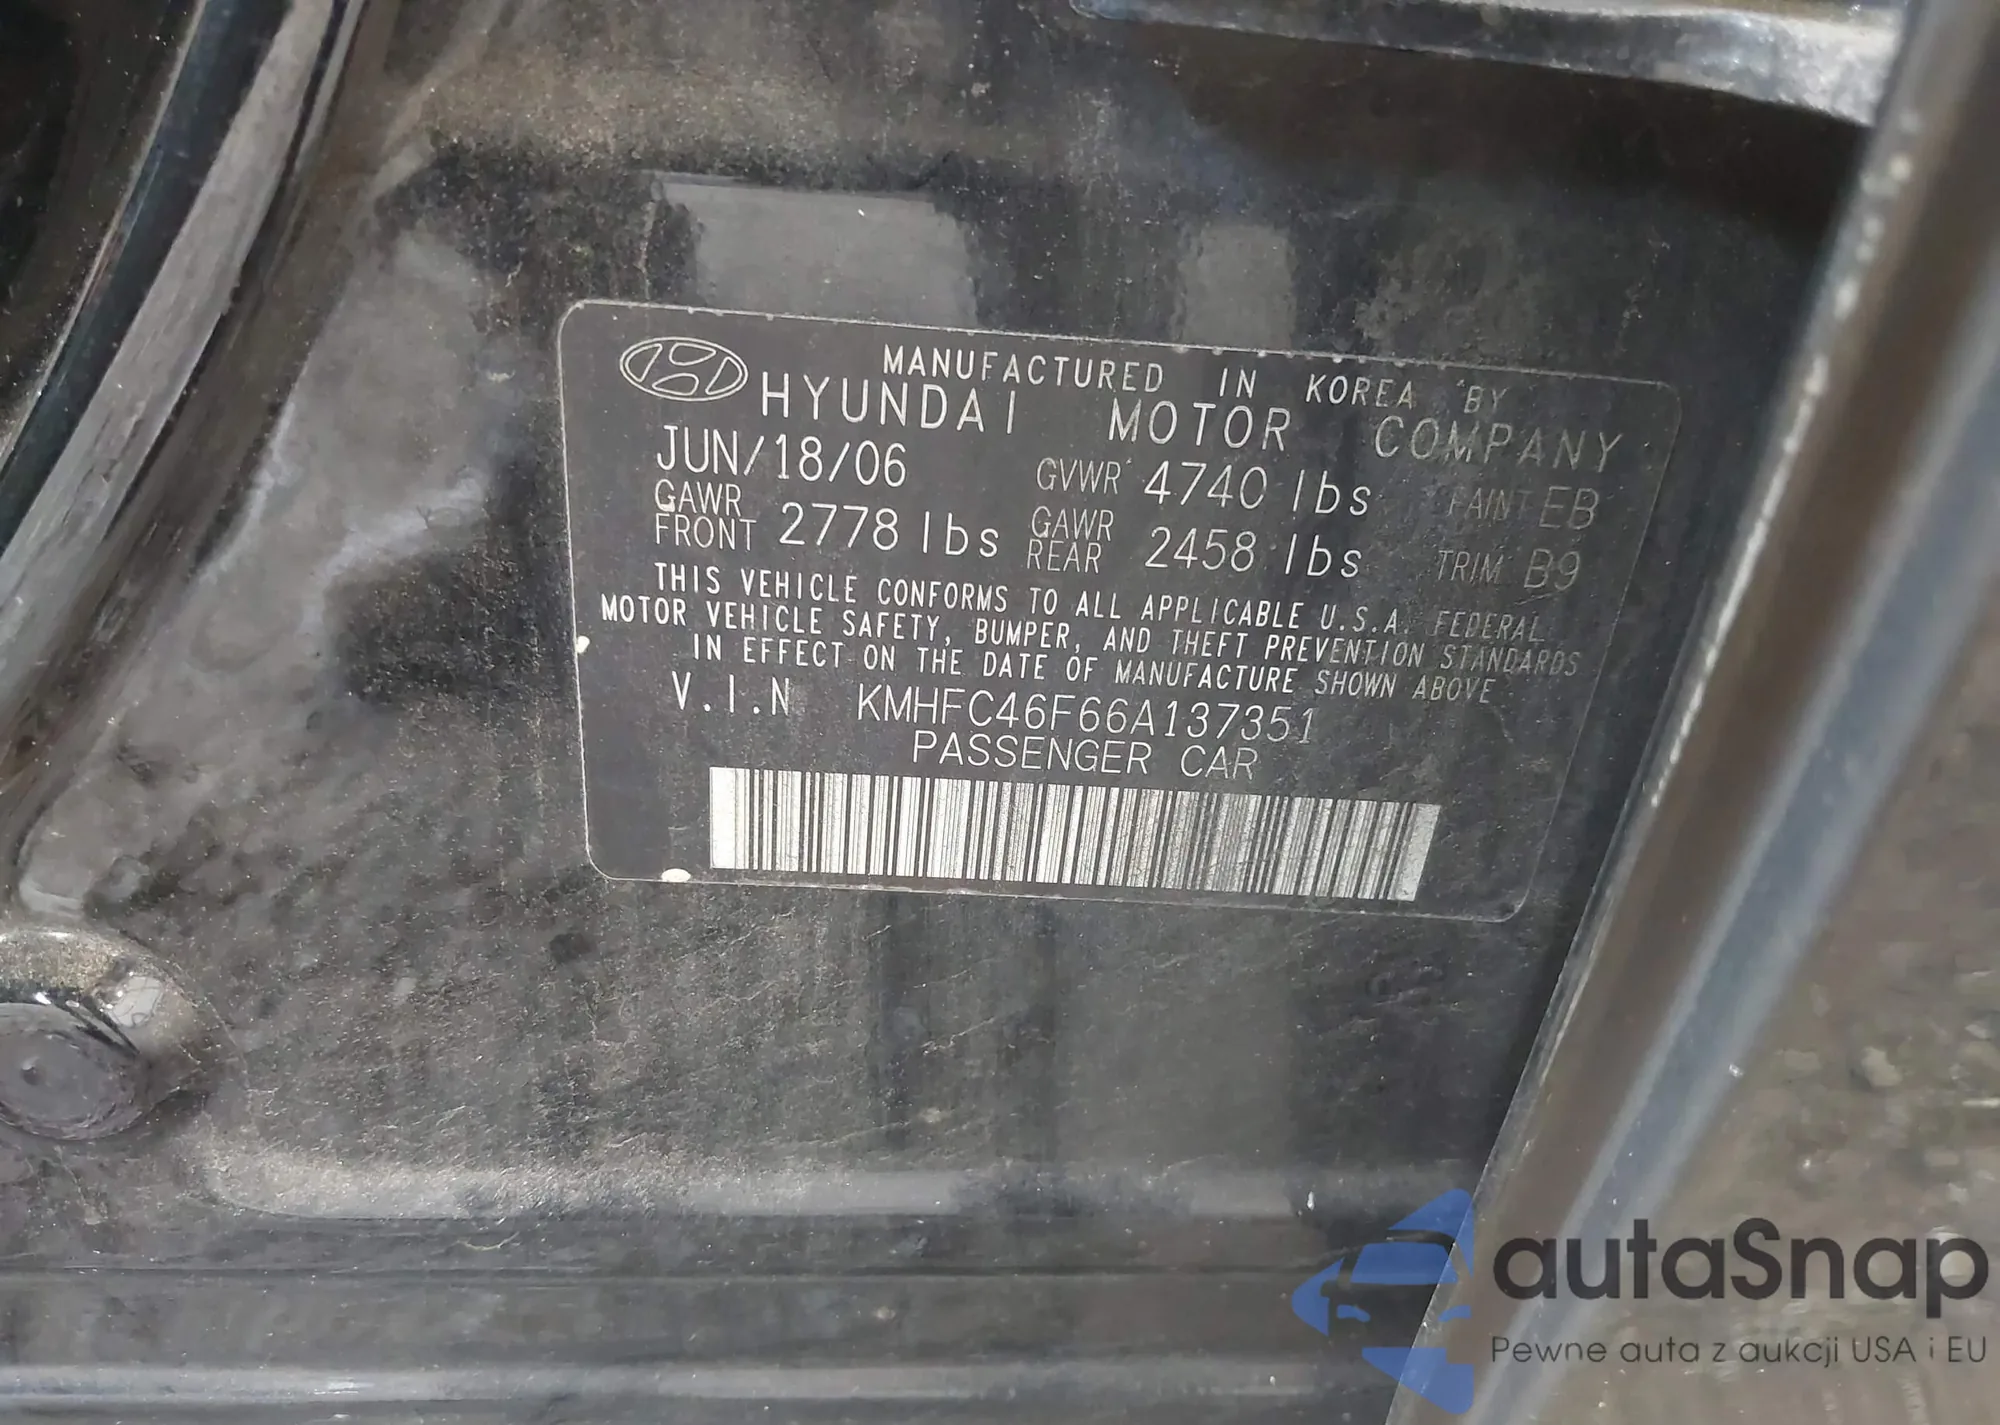 MANUFACTURED IN KOREA BY
HYUNDAI MOTOR COMPANY
JUN/18/06 GVWR 4740 lbs PAINT EB
GAWR FRONT 2778 lbs GAWR REAR 2458 lbs TRIM B9
THIS VEHICLE CONFORMS TO ALL APPLICABLE U.S.A. FEDERAL
MOTOR VEHICLE SAFETY, BUMPER, AND THEFT PREVENTION STANDARDS
IN EFFECT ON THE DATE OF MANUFACTURE SHOWN ABOVE
V.I.N KMHFC46F66A137351
PASSENGER CAR
autaSnap
Pewne auta z aukcji USA i EU